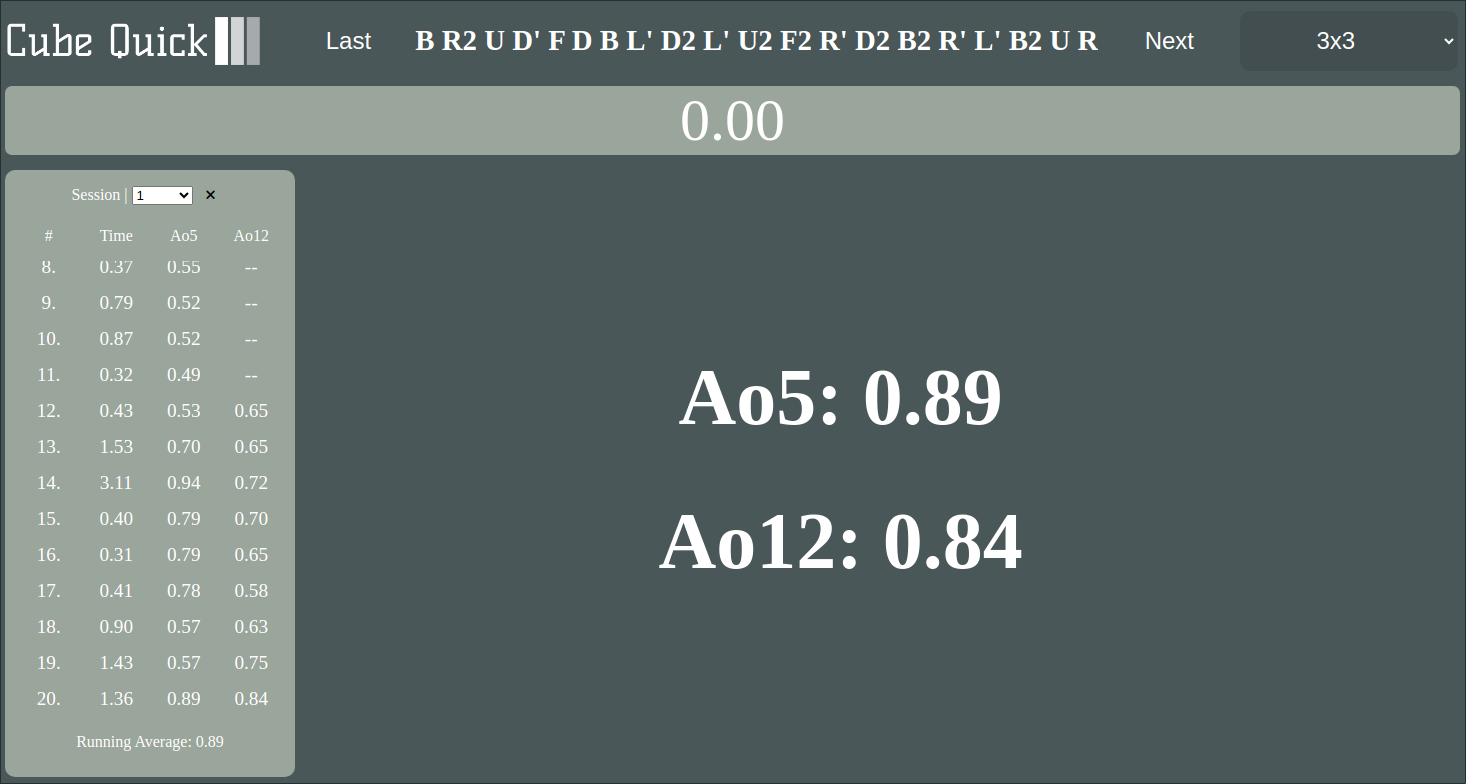 Cube Quick Last B R2 U D' F D B L' D2 L' U2 F2 R' D2 B2 R' L' B2 U R Next 3x3
0.00
Session | 1 ×
# Time Ao5 Ao12
8. 0.37 0.55 --
9. 0.79 0.52 --
10. 0.87 0.52 --
11. 0.32 0.49 --
12. 0.43 0.53 0.65
13. 1.53 0.70 0.65
14. 3.11 0.94 0.72
15. 0.40 0.79 0.70
16. 0.31 0.79 0.65
17. 0.41 0.78 0.58
18. 0.90 0.57 0.63
19. 1.43 0.57 0.75
20. 1.36 0.89 0.84
Running Average: 0.89
Ao5: 0.89
Ao12: 0.84